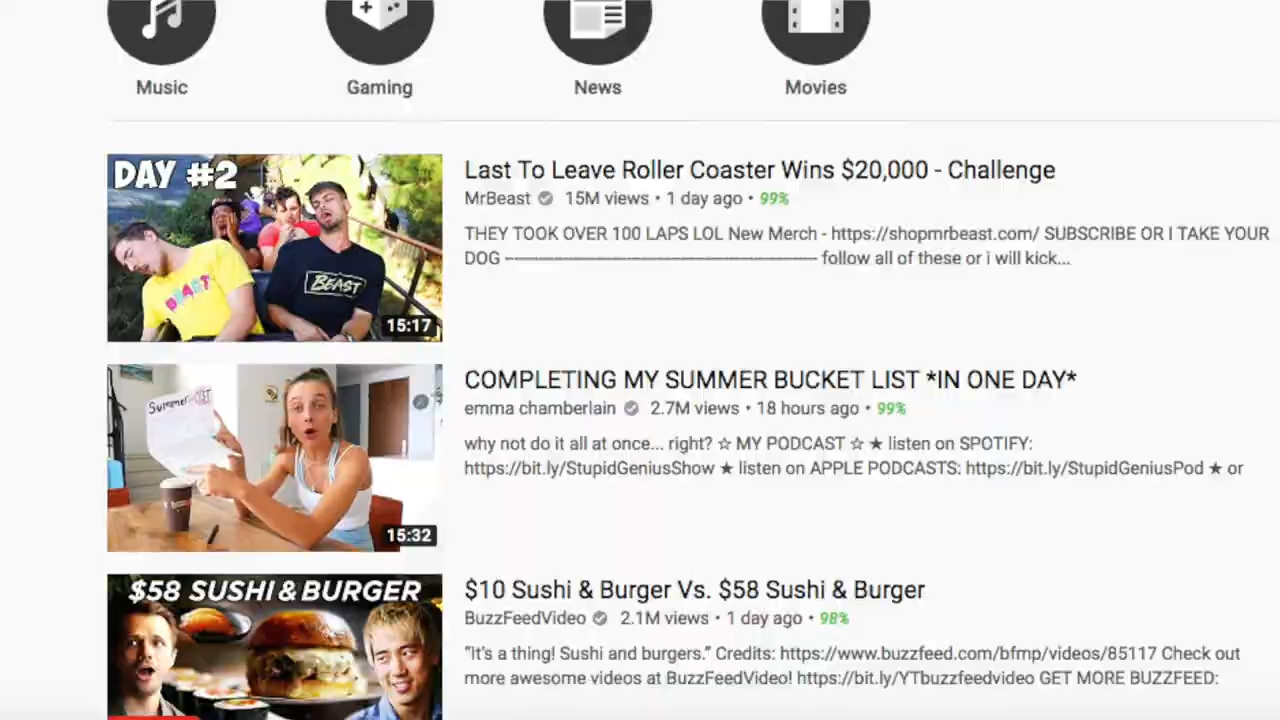 Music
Gaming
News
Movies
DAY #2
BEAST
BEAST
15:17
Last To Leave Roller Coaster Wins $20,000 - Challenge
MrBeast 15M views • 1 day ago • 99%
THEY TOOK OVER 100 LAPS LOL New Merch - https://shopmrbeast.com/ SUBSCRIBE OR I TAKE YOUR
DOG ---------------------------------------------------------------- follow all of these or i will kick...
Summer
15:32
COMPLETING MY SUMMER BUCKET LIST *IN ONE DAY*
emma chamberlain 2.7M views • 18 hours ago • 99%
why not do it all at once... right? ☆ MY PODCAST ☆ ★ listen on SPOTIFY:
https://bit.ly/StupidGeniusShow ★ listen on APPLE PODCASTS: https://bit.ly/StupidGeniusPod ★ or
$58 SUSHI & BURGER
$10 Sushi & Burger Vs. $58 Sushi & Burger
BuzzFeedVideo 2.1M views • 1 day ago • 98%
"It's a thing! Sushi and burgers." Credits: https://www.buzzfeed.com/bfmp/videos/85117 Check out
more awesome videos at BuzzFeedVideo! https://bit.ly/YTbuzzfeedvideo GET MORE BUZZFEED: